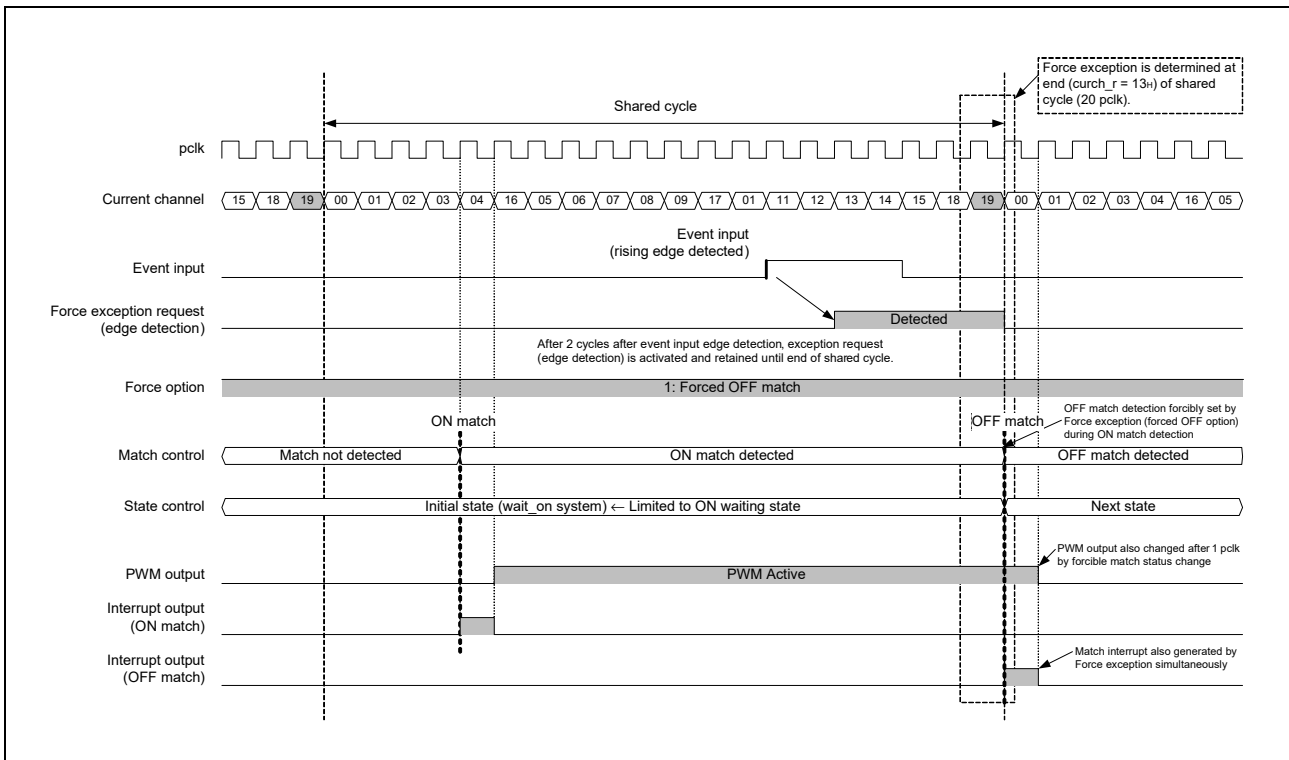 Force exception is determined at
end (curch_r = 13H) of shared
cycle (20 pclk).
Shared cycle
pclk
Current channel
15 18 19 00 01 02 03 04 16 05 06 07 08 09 17 01 11 12 13 14 15 18 19 00 01 02 03 04 16 05
Event input
(rising edge detected)
Event input
Force exception request
(edge detection)
Detected
After 2 cycles after event input edge detection, exception request
(edge detection) is activated and retained until end of shared cycle.
Force option
1: Forced OFF match
ON match
OFF match
OFF match detection forcibly set by
Force exception (forced OFF option)
during ON match detection
Match control
Match not detected
ON match detected
OFF match detected
State control
Initial state (wait_on system) ← Limited to ON waiting state
Next state
PWM output
PWM Active
PWM output also changed after 1 pclk
by forcible match status change
Interrupt output
(ON match)
Interrupt output
(OFF match)
Match interrupt also generated by
Force exception simultaneously